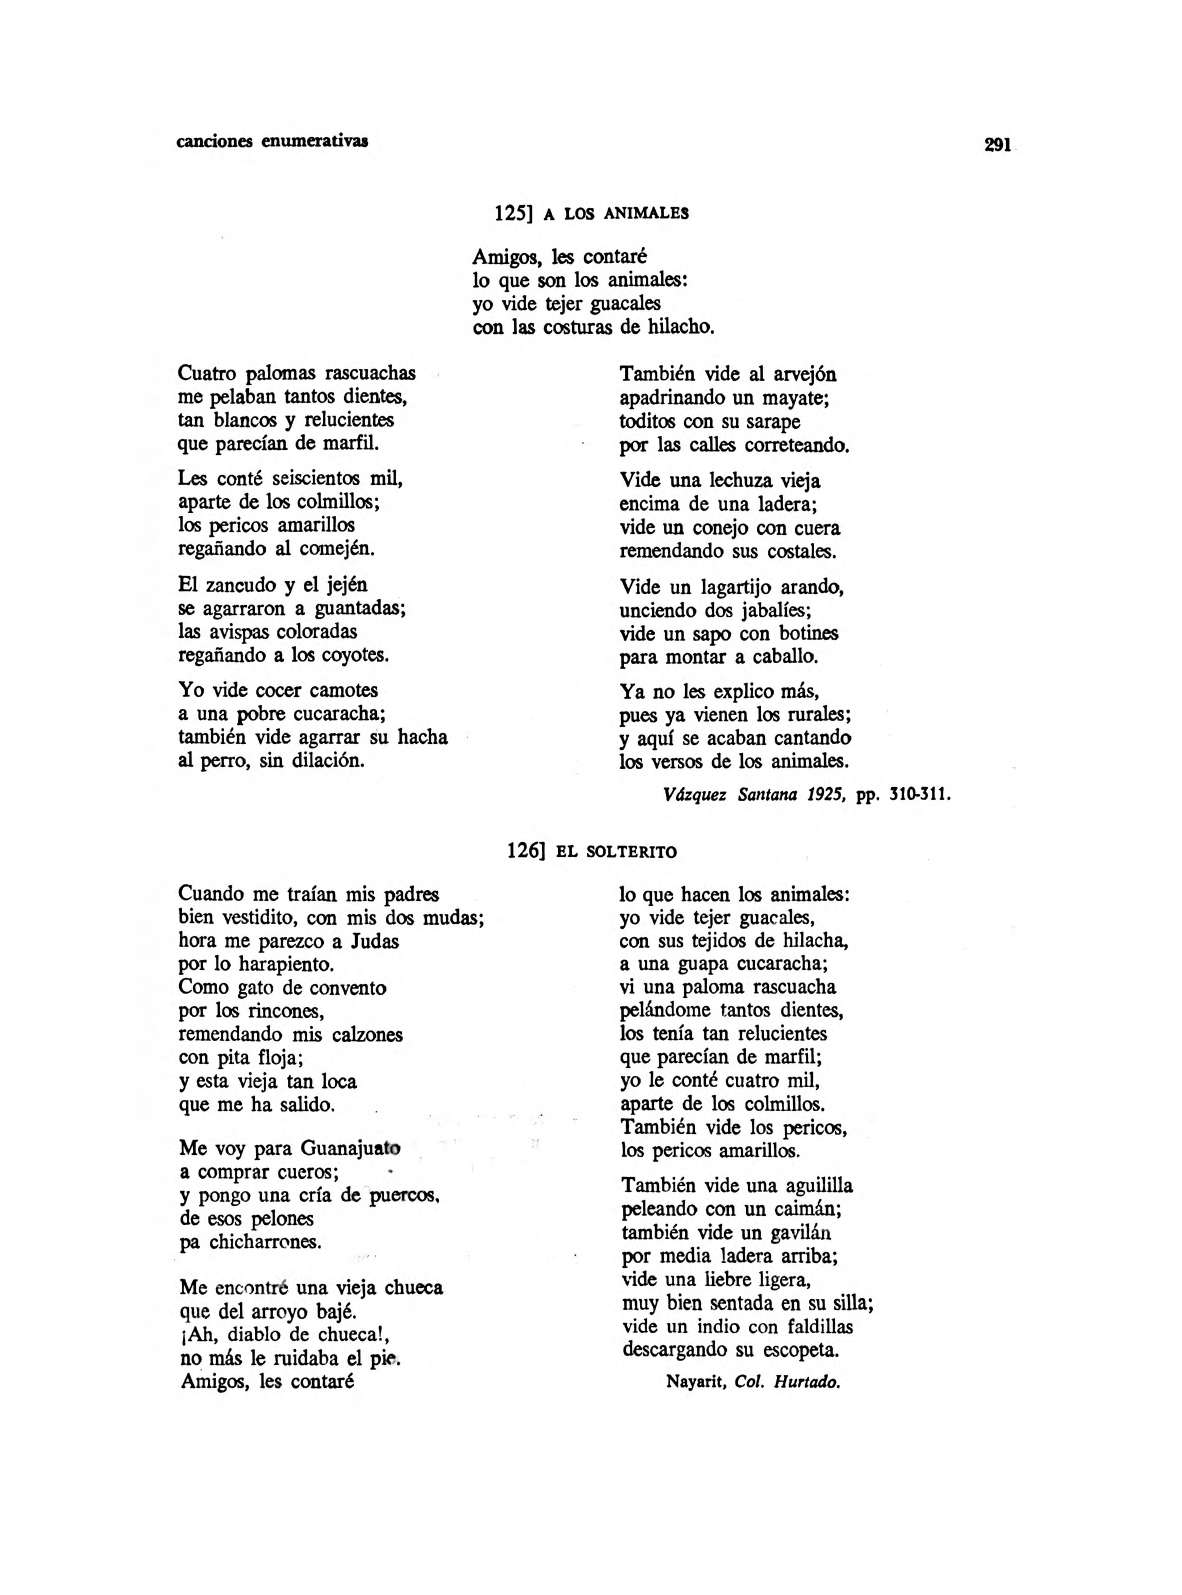 canciones enumerativas
291
125] A LOS ANIMALES
Amigos, les contaré
lo que son los animales:
yo vide tejer guacales
con las costuras de hilacho.
Cuatro palomas rascuachas
me pelaban tantos dientes,
tan blancos y relucientes
que parecían de marfil.
Les conté seiscientos mil,
aparte de los colmillos;
los pericos amarillos
regañando al comején.
El zancudo y el jején
se agarraron a guantadas;
las avispas coloradas
regañando a los coyotes.
Yo vide cocer camotes
a una pobre cucaracha;
también vide agarrar su hacha
al perro, sin dilación.
También vide al arvejón
apadrinando un mayate;
toditos con su sarape
por las calles correteando.
Vide una lechuza vieja
encima de una ladera;
vide un conejo con cuera
remendando sus costales.
Vide un lagartijo arando,
unciendo dos jabalíes;
vide un sapo con botines
para montar a caballo.
Ya no les explico más,
pues ya vienen los rurales;
y aquí se acaban cantando
los versos de los animales.
Vázquez Santana 1925, pp. 310-311.
126] EL SOLTERITO
Cuando me traían mis padres
bien vestidito, con mis dos mudas;
hora me parezco a Judas
por lo harapiento.
Como gato de convento
por los rincones,
remendando mis calzones
con pita floja;
y esta vieja tan loca
que me ha salido.
Me voy para Guanajuato
a comprar cueros;
y pongo una cría de puercos,
de esos pelones
pa chicharrones.
Me encontré una vieja chueca
que del arroyo bajé.
¡Ah, diablo de chueca!,
no más le ruidaba el pie.
Amigos, les contaré
lo que hacen los animales:
yo vide tejer guacales,
con sus tejidos de hilacha,
a una guapa cucaracha;
vi una paloma rascuacha
pelándome tantos dientes,
los tenía tan relucientes
que parecían de marfil;
yo le conté cuatro mil,
aparte de los colmillos.
También vide los pericos,
los pericos amarillos.
También vide una aguililla
peleando con un caimán;
también vide un gavilán
por media ladera arriba;
vide una liebre ligera,
muy bien sentada en su silla;
vide un indio con faldillas
descargando su escopeta.
Nayarit, Col. Hurtado.